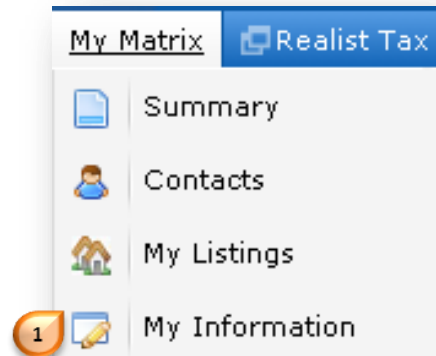 My Matrix Realist Tax
Summary
Contacts
My Listings
1 My Information